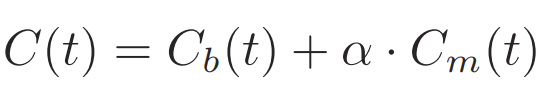 C(t) = C_b(t) + α · C_m(t)